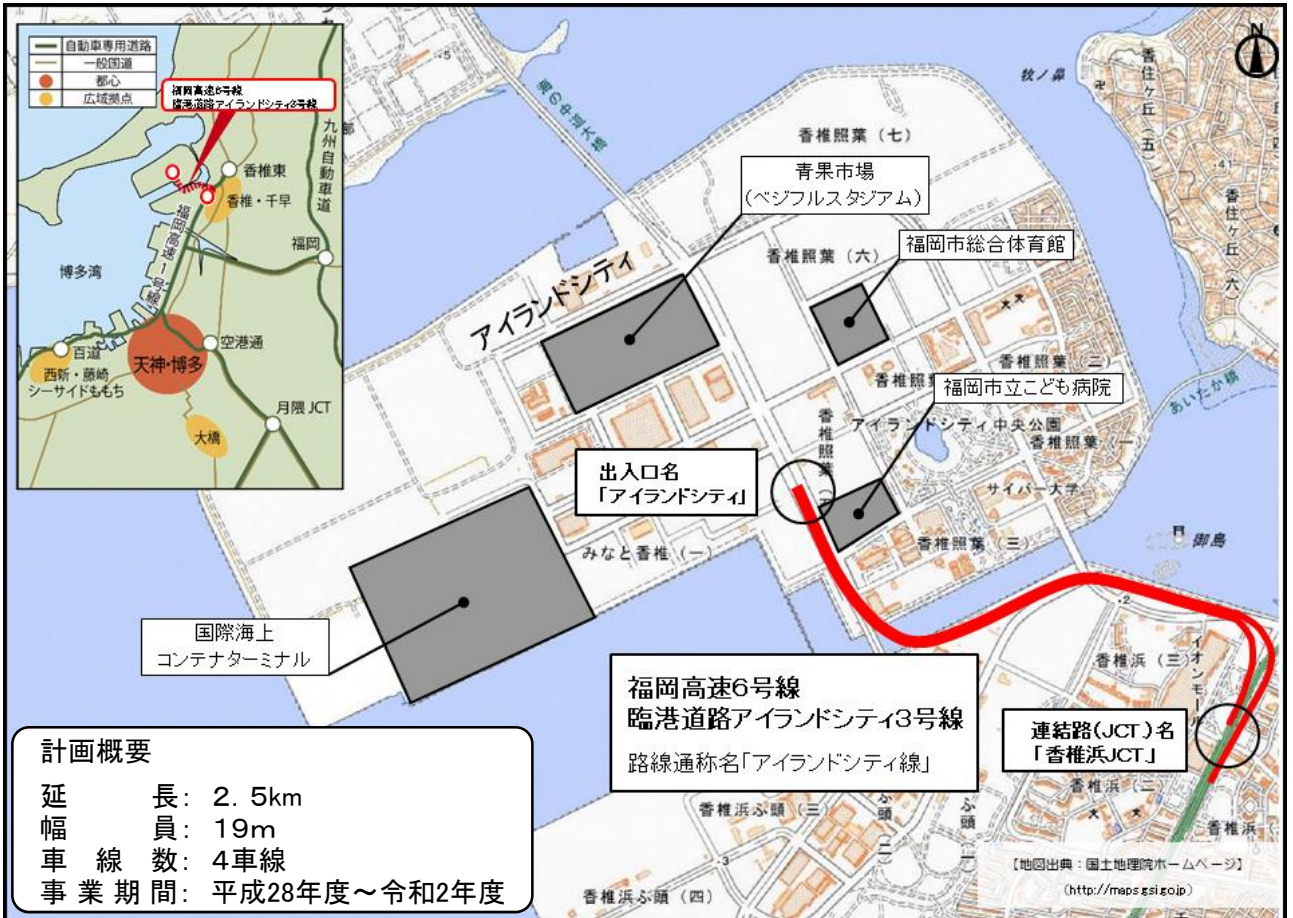 自動車専用道路
一般国道
都心
広域拠点
福岡高速6号線
臨港道路アイランドシティ3号線
九州自動車道
香椎東
香椎・千早
福岡高速1号線
福岡
博多湾
空港通
百道
天神・博多
西新・藤崎
シーサイドももち
月隈JCT
大橋
N
海の中道大橋
牧ノ鼻
香住ヶ丘(五)
香住ヶ丘(六)
香椎照葉(七)
青果市場
(ベジフルスタジアム)
福岡市総合体育館
香椎照葉(六)
アイランドシティ
香椎照葉(二)
福岡市立こども病院
あいたか橋
アイランドシティ中央公園
香椎照葉(一)
出入口名
「アイランドシティ」
サイバー大学
みなと香椎(一)
香椎照葉(三)
御島
国際海上
コンテナターミナル
福岡高速6号線
臨港道路アイランドシティ3号線
路線通称名「アイランドシティ線」
香椎浜(三)
イオンモール
連結路(JCT)名
「香椎浜JCT」
香椎浜(二)
香椎浜ふ頭(三)
香椎浜ふ頭(四)
計画概要
延長: 2.5km
幅員: 19m
車線数: 4車線
事業期間: 平成28年度~令和2年度
【地図出典:国土地理院ホームページ】
(http://maps.gsi.go.jp)